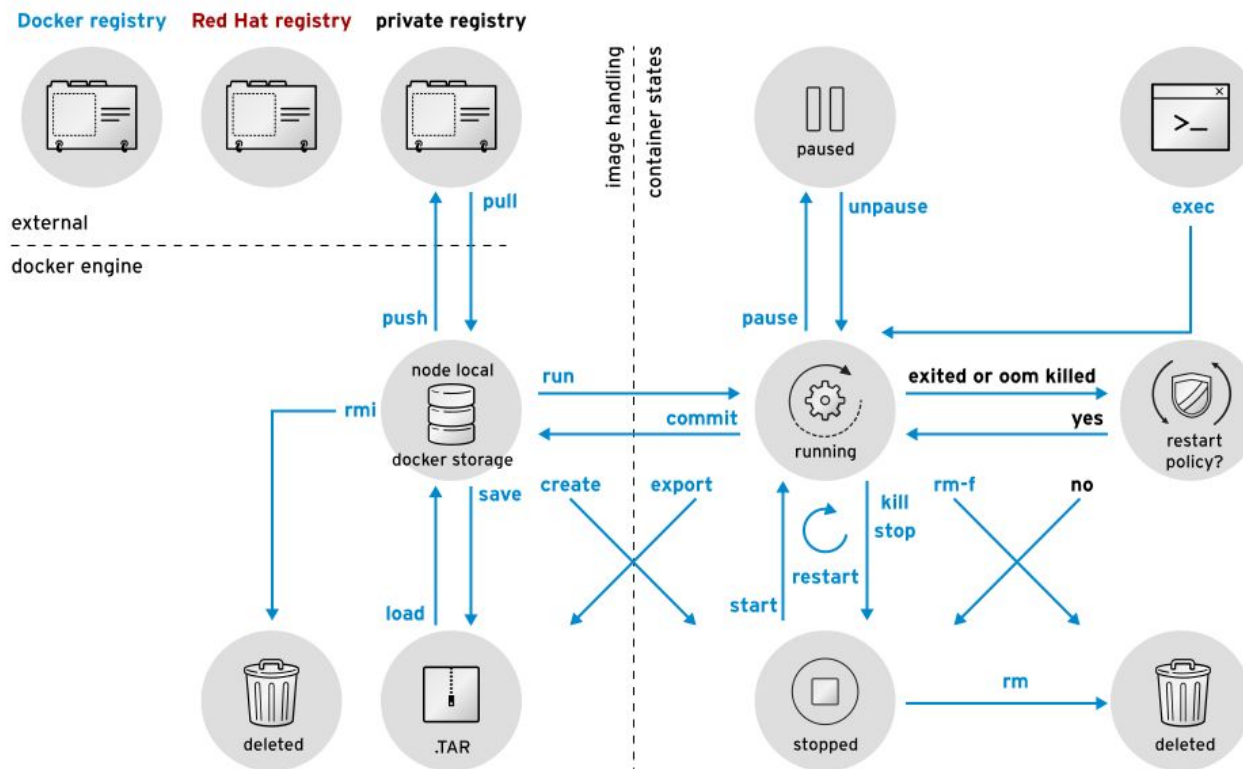 Docker registry
Red Hat registry
private registry
image handling
container states
paused
>_
external
docker engine
pull
unpause
exec
push
pause
node local
docker storage
rmi
run
commit
running
exited or oom killed
yes
restart
policy?
save
create
export
kill
stop
rm-f
no
load
restart
start
deleted
.TAR
stopped
rm
deleted